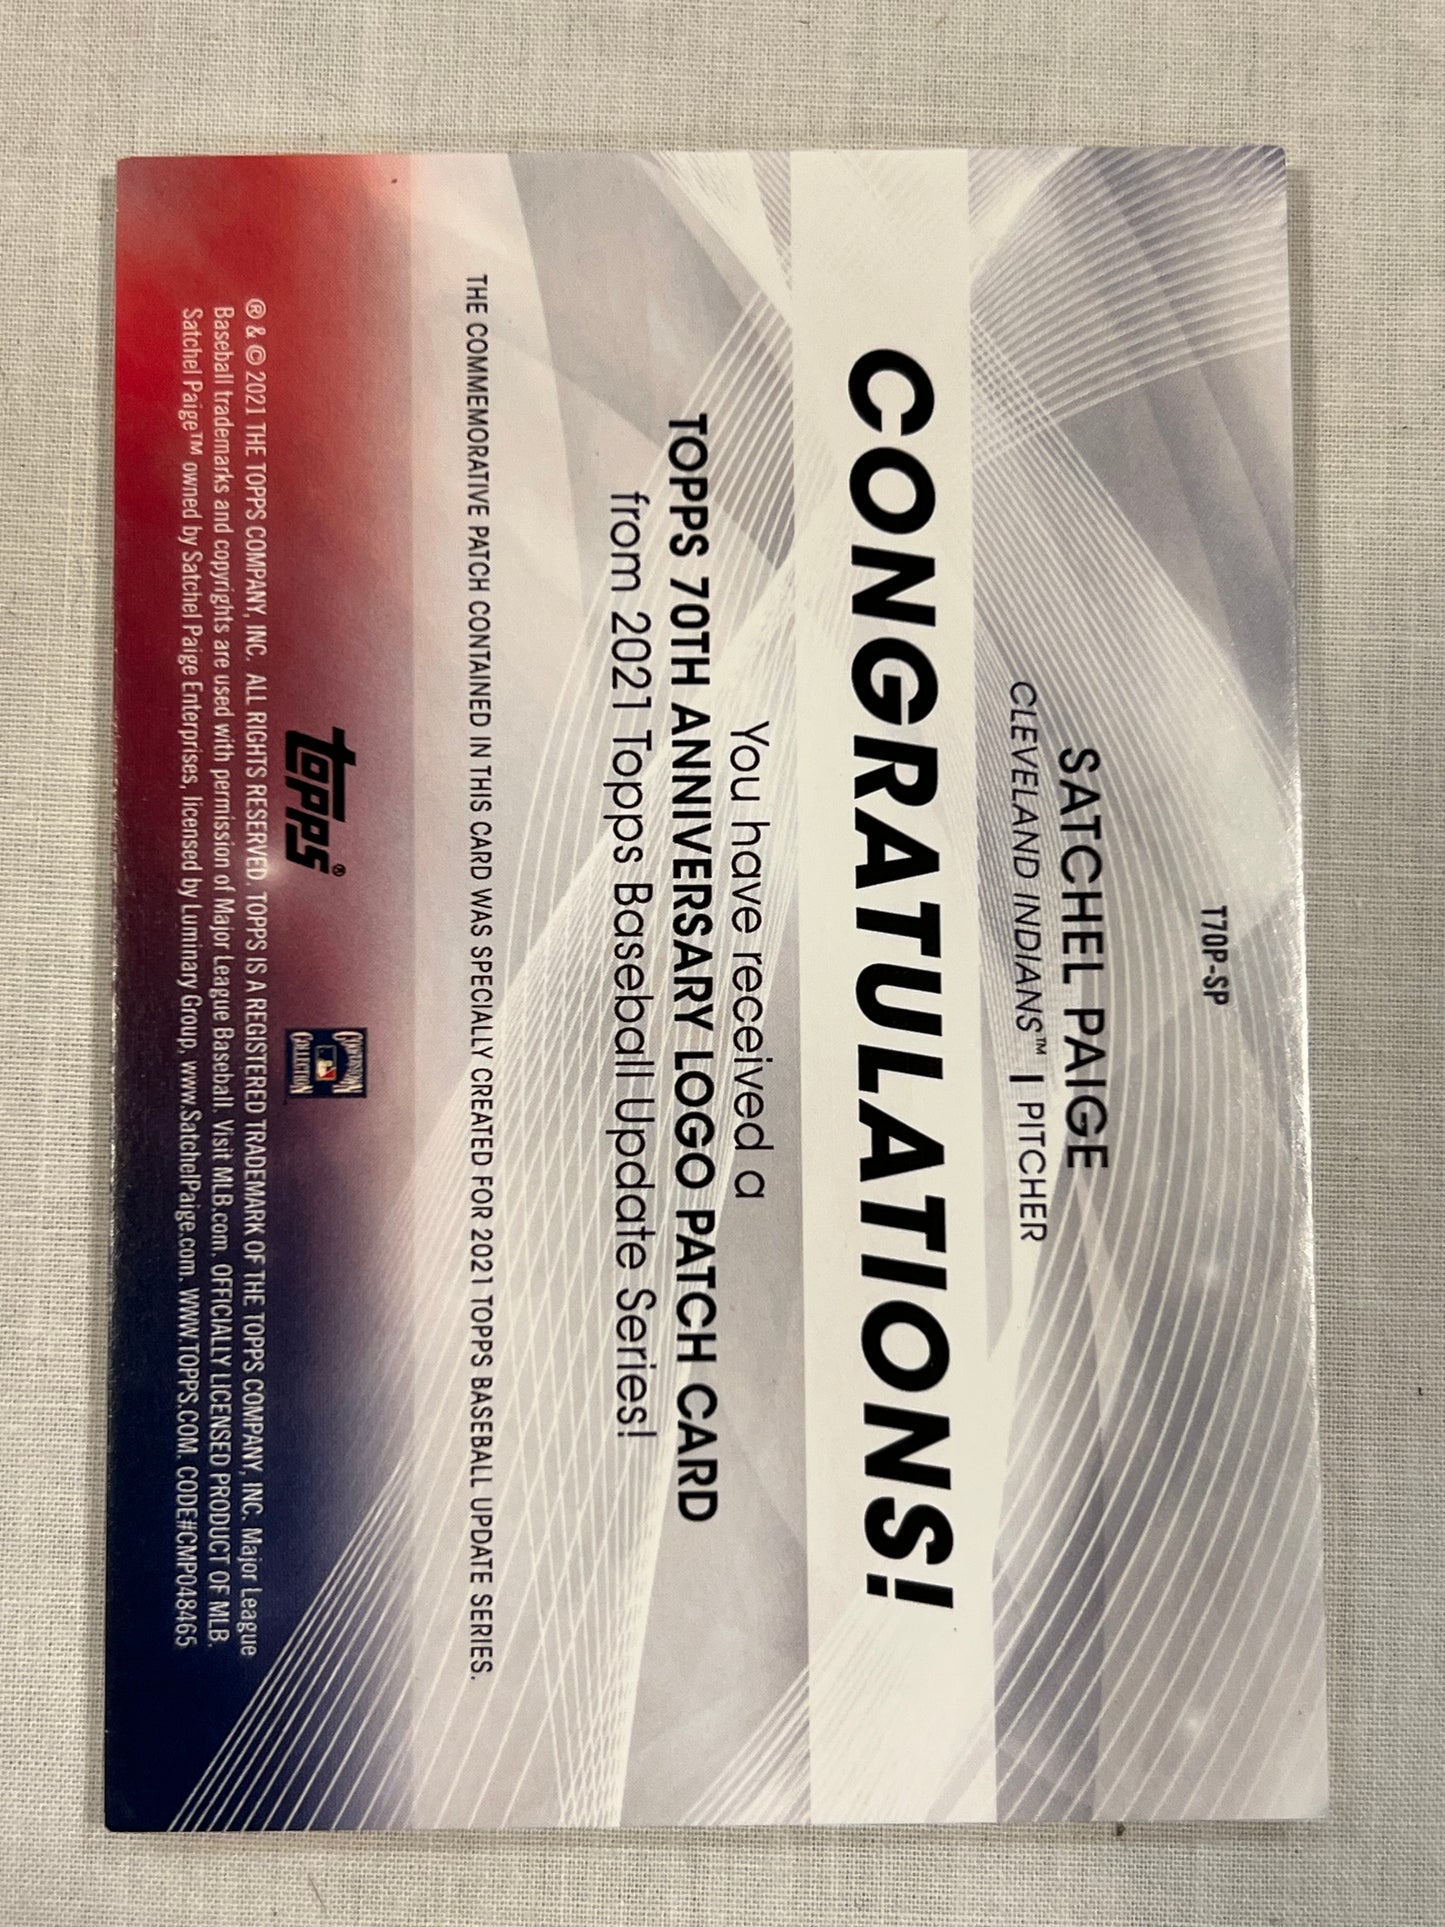 T70P-SP
SATCHEL PAIGE
CLEVELAND INDIANS™ | PITCHER
CONGRATULATIONS!
You have received a
TOPPS 70TH ANNIVERSARY LOGO PATCH CARD
from 2021 Topps Baseball Update Series!
THE COMMEMORATIVE PATCH CONTAINED IN THIS CARD WAS SPECIALLY CREATED FOR 2021 TOPPS BASEBALL UPDATE SERIES.
topps®
COOPERSTOWN
COLLECTION
® & © 2021 THE TOPPS COMPANY, INC. ALL RIGHTS RESERVED. TOPPS IS A REGISTERED TRADEMARK OF THE TOPPS COMPANY, INC. Major League
Baseball trademarks and copyrights are used with permission of Major League Baseball. Visit MLB.com. OFFICIALLY LICENSED PRODUCT OF MLB.
Satchel Paige™ owned by Satchel Paige Enterprises, licensed by Luminary Group, www.SatchelPaige.com. WWW.TOPPS.COM. CODE#CMP048465